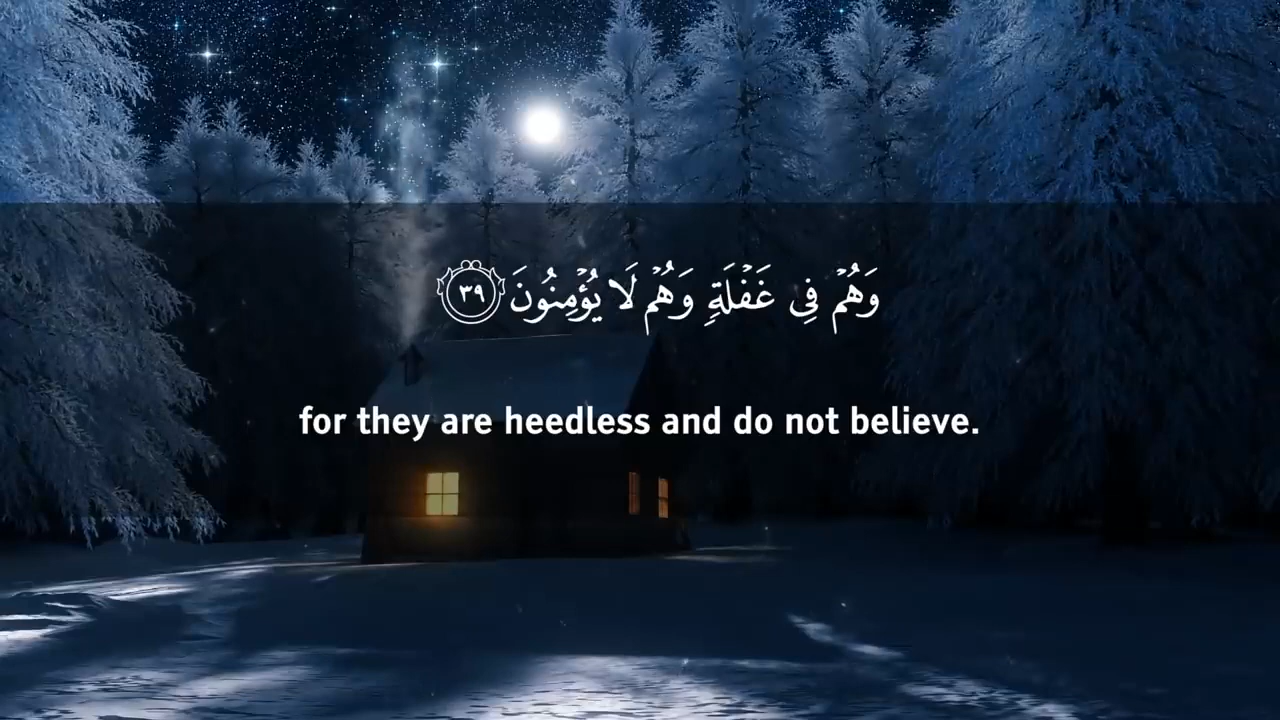 وَهُمْ فِى غَفْلَةٍ وَهُمْ لَا يُؤْمِنُونَ ٣٩
for they are heedless and do not believe.